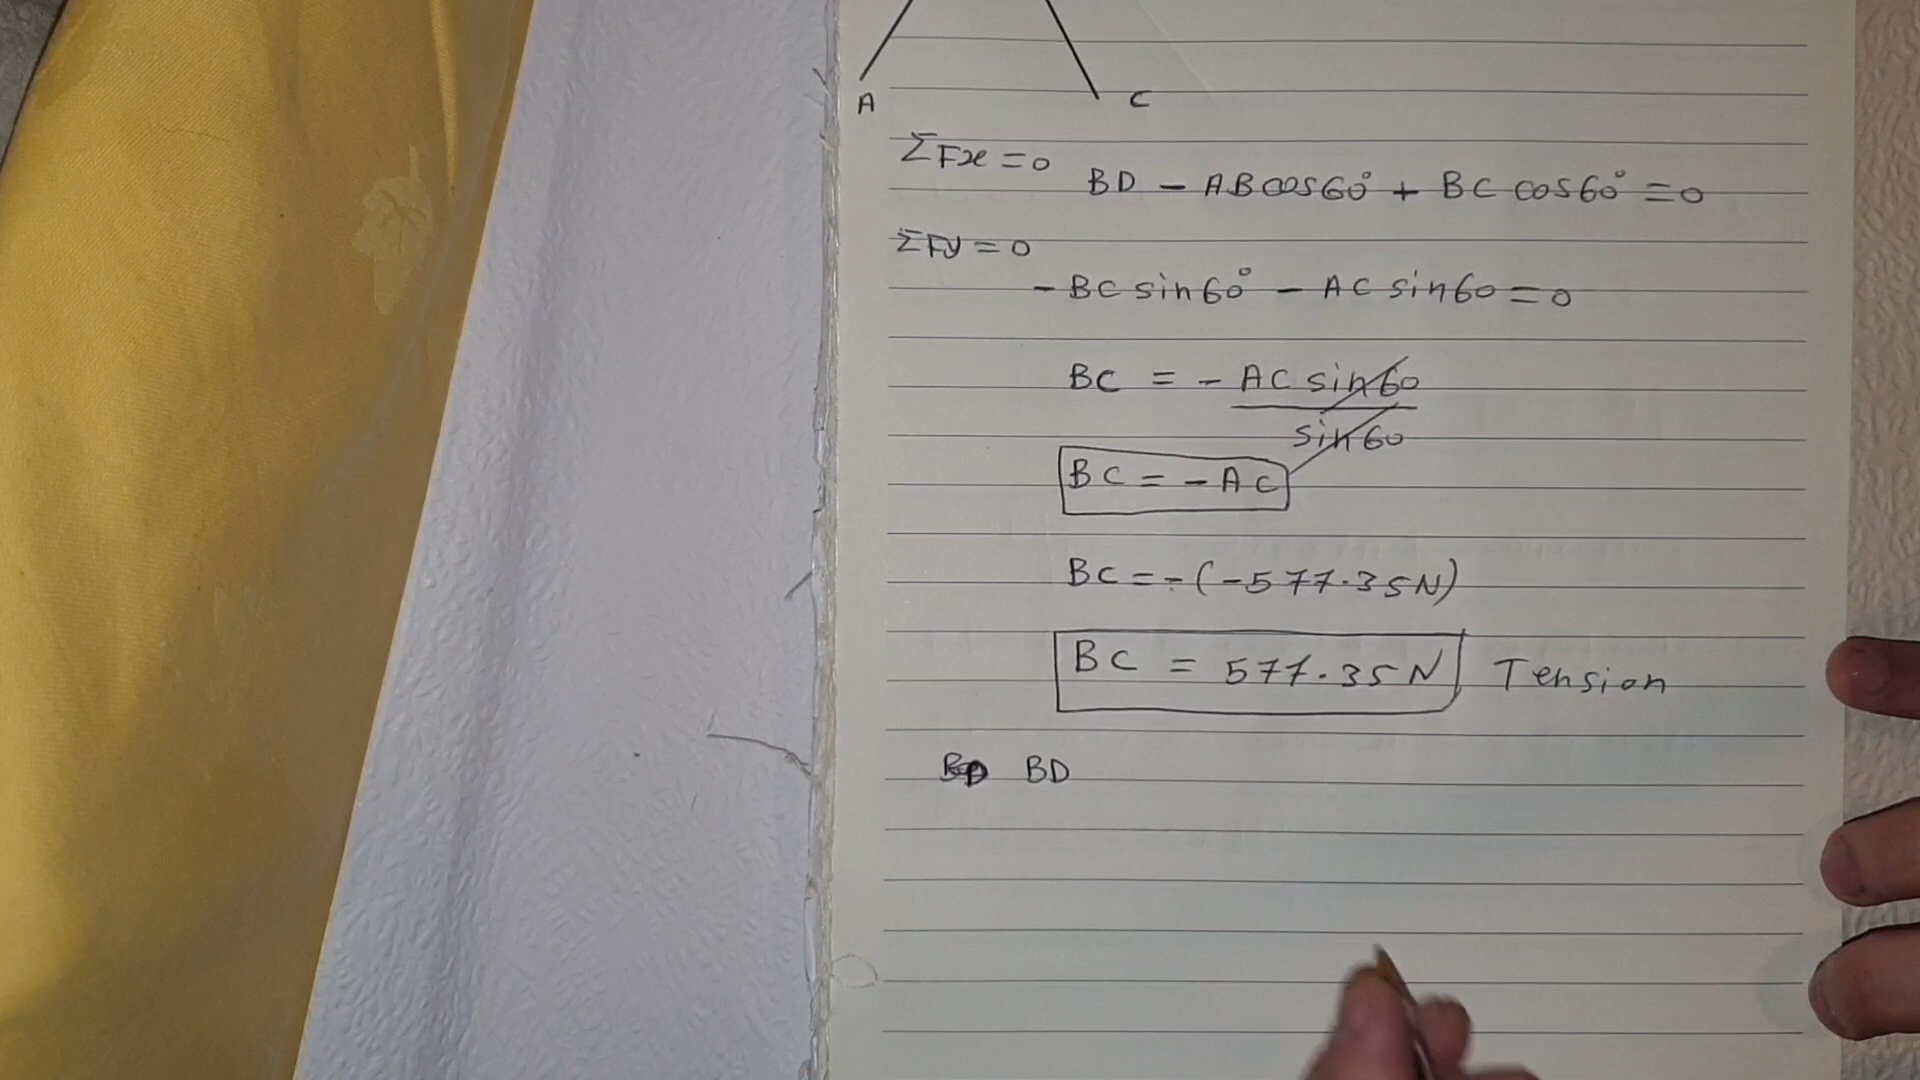 A C
ΣFx = 0
BD - AB cos60° + BC cos60° = 0
ΣFy = 0
- BC sin60° - AC sin60 = 0
BC = - AC sin60
sin60
BC = - AC
BC = - (-577.35N)
BC = 577.35N Tension
BD